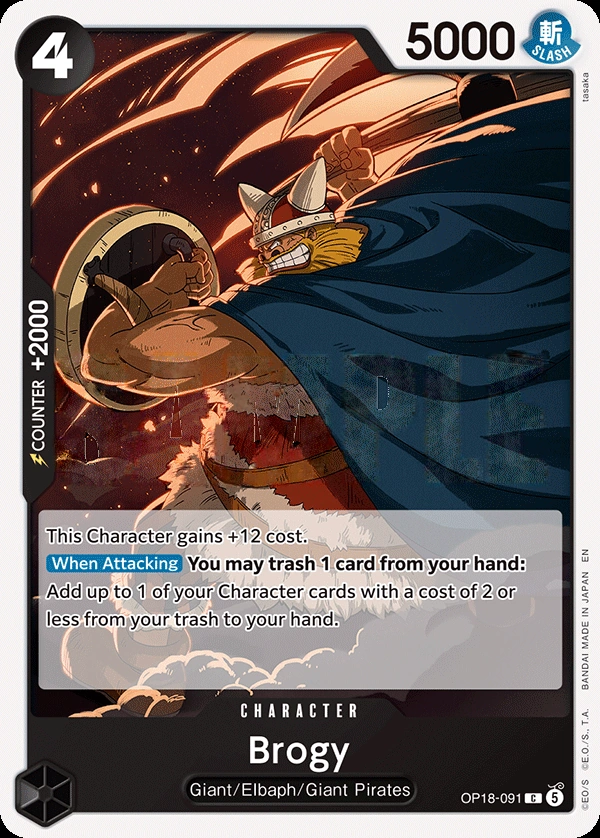 4
5000
斬
SLASH
tasaka
COUNTER +2000
This Character gains +12 cost.
When Attacking You may trash 1 card from your hand:
Add up to 1 of your Character cards with a cost of 2 or
less from your trash to your hand.
CHARACTER
Brogy
Giant/Elbaph/Giant Pirates
OP18-091 C 5
©EO/S ©E.O./S., T.A. BANDAI MADE IN JAPAN EN